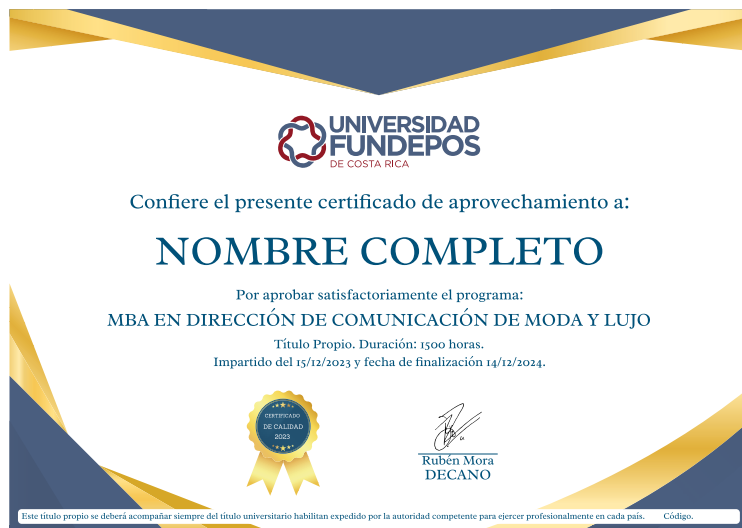 UNIVERSIDAD
FUNDEPOS
DE COSTA RICA
Confiere el presente certificado de aprovechamiento a:
NOMBRE COMPLETO
Por aprobar satisfactoriamente el programa:
MBA EN DIRECCIÓN DE COMUNICACIÓN DE MODA Y LUJO
Título Propio. Duración: 1500 horas.
Impartido del 15/12/2023 y fecha de finalización 14/12/2024.
CERTIFICADO
DE CALIDAD
2023
Rubén Mora
DECANO
Este título propio se deberá acompañar siempre del título universitario habilitan expedido por la autoridad competente para ejercer profesionalmente en cada país. Código.